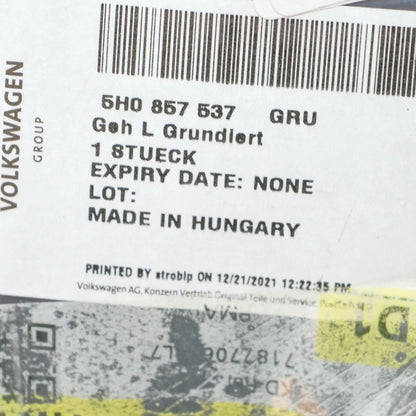 VOLKSWAGEN
GROUP
5H0 857 537 GRU
Geh L Grundiert
1 STUECK
EXPIRY DATE: NONE
LOT:
MADE IN HUNGARY
PRINTED BY stroblp ON 12/21/2021 12:22:35 PM
Volkswagen AG, Konzern Vertrieb Original Teile und Service
D1